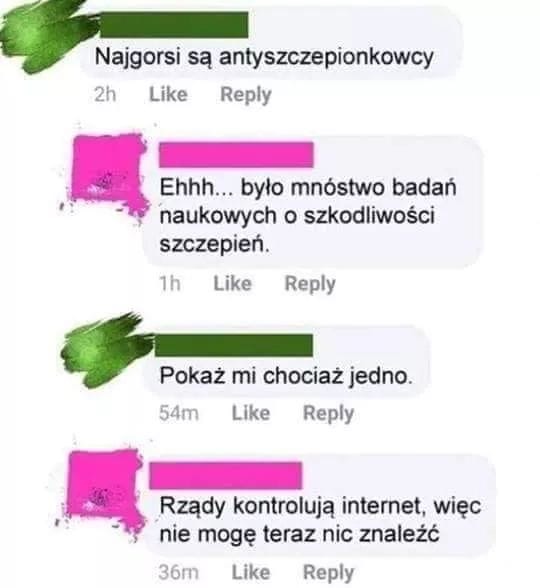 Najgorsi są antyszczepionkowcy
2h Like Reply
Ehhh... było mnóstwo badań
naukowych o szkodliwości
szczepień.
1h Like Reply
Pokaż mi chociaż jedno.
54m Like Reply
Rządy kontrolują internet, więc
nie mogę teraz nic znaleźć
36m Like Reply